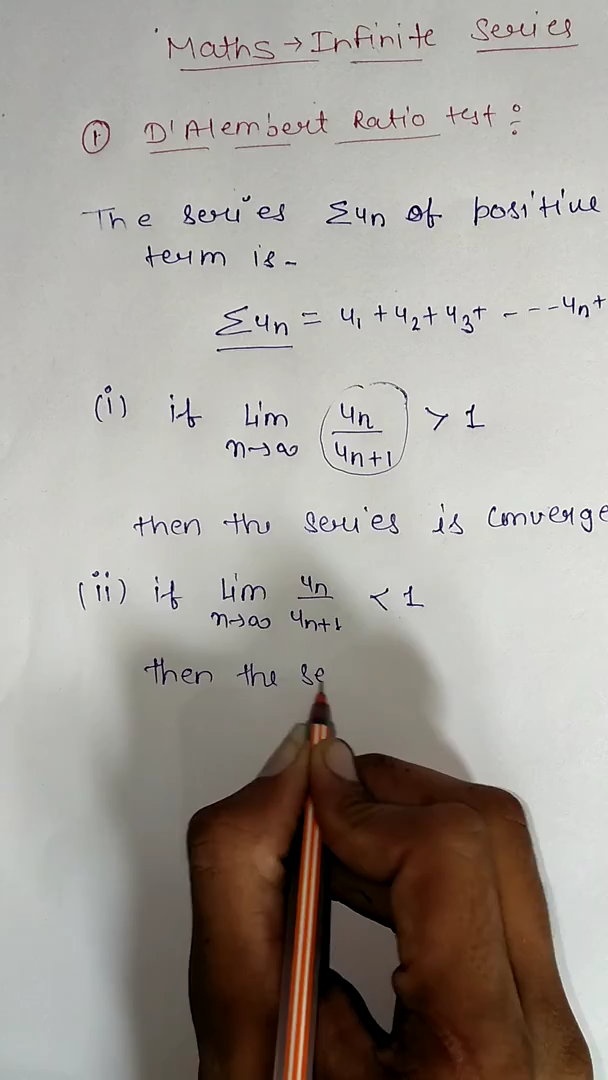 Maths → Infinite Series
① D'Alembert Ratio test :
The series Σun of positive
term is -
Σun = u1 + u2 + u3 + - - - un +
(i) if Lim n→∞ un/un+1 > 1
then the series is converge
(ii) if Lim n→∞ un/un+1 < 1
then the se